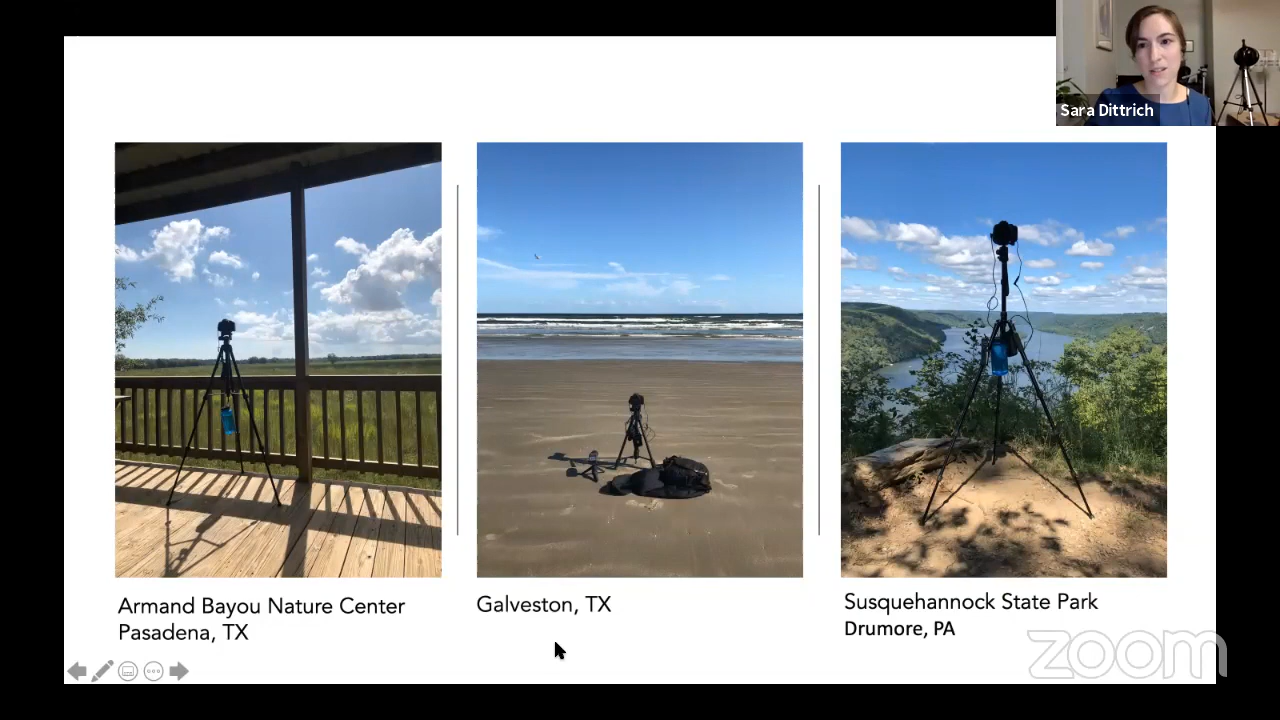 Sara Dittrich
Armand Bayou Nature Center
Pasadena, TX
Galveston, TX
Susquehannock State Park
Drumore, PA
zoom